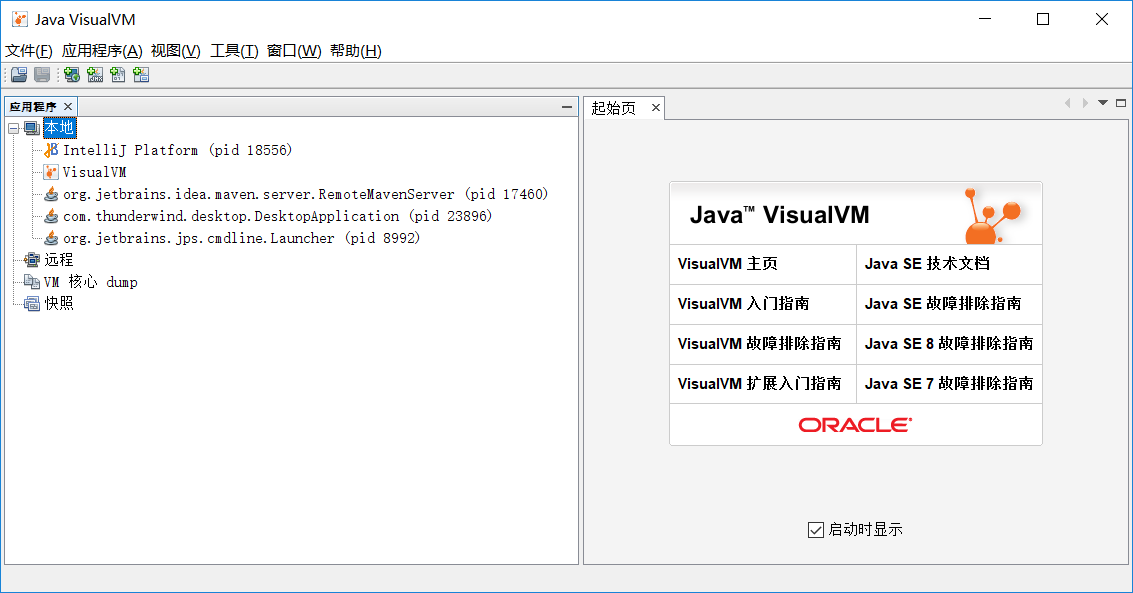 Java VisualVM
文件(F) 应用程序(A) 视图(V) 工具(T) 窗口(W) 帮助(H)
应用程序
本地
IntelliJ Platform (pid 18556)
VisualVM
org.jetbrains.idea.maven.server.RemoteMavenServer (pid 17460)
com.thunderwind.desktop.DesktopApplication (pid 23896)
org.jetbrains.jps.cmdline.Launcher (pid 8992)
远程
VM 核心 dump
快照
起始页
Java™ VisualVM
VisualVM 主页
Java SE 技术文档
VisualVM 入门指南
Java SE 故障排除指南
VisualVM 故障排除指南
Java SE 8 故障排除指南
VisualVM 扩展入门指南
Java SE 7 故障排除指南
ORACLE
启动时显示